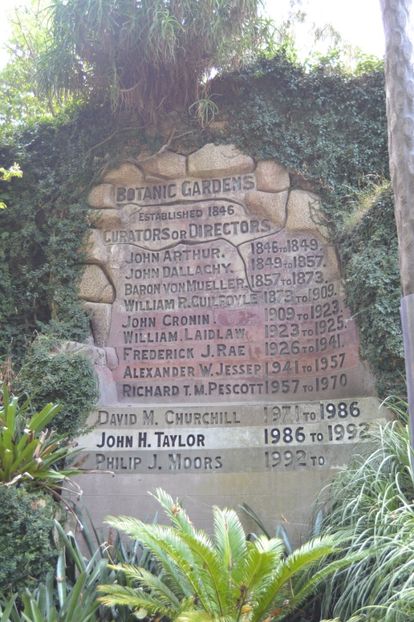 BOTANIC GARDENS
ESTABLISHED 1846
CURATORS OR DIRECTORS
JOHN ARTHUR. 1846 TO 1849.
JOHN DALLACHY. 1849 TO 1857.
BARON VON MUELLER. 1857 TO 1873.
WILLIAM R. GUILFOYLE 1873 TO 1909.
JOHN CRONIN. 1909 TO 1923.
WILLIAM LAIDLAW. 1923 TO 1925.
FREDERICK J. RAE 1926 TO 1941.
ALEXANDER W. JESSEP 1941 TO 1957
RICHARD T. M. PESCOTT 1957 TO 1970
DAVID M. CHURCHILL 1971 TO 1986
JOHN H. TAYLOR 1986 TO 1992
PHILIP J. MOORS 1992 TO